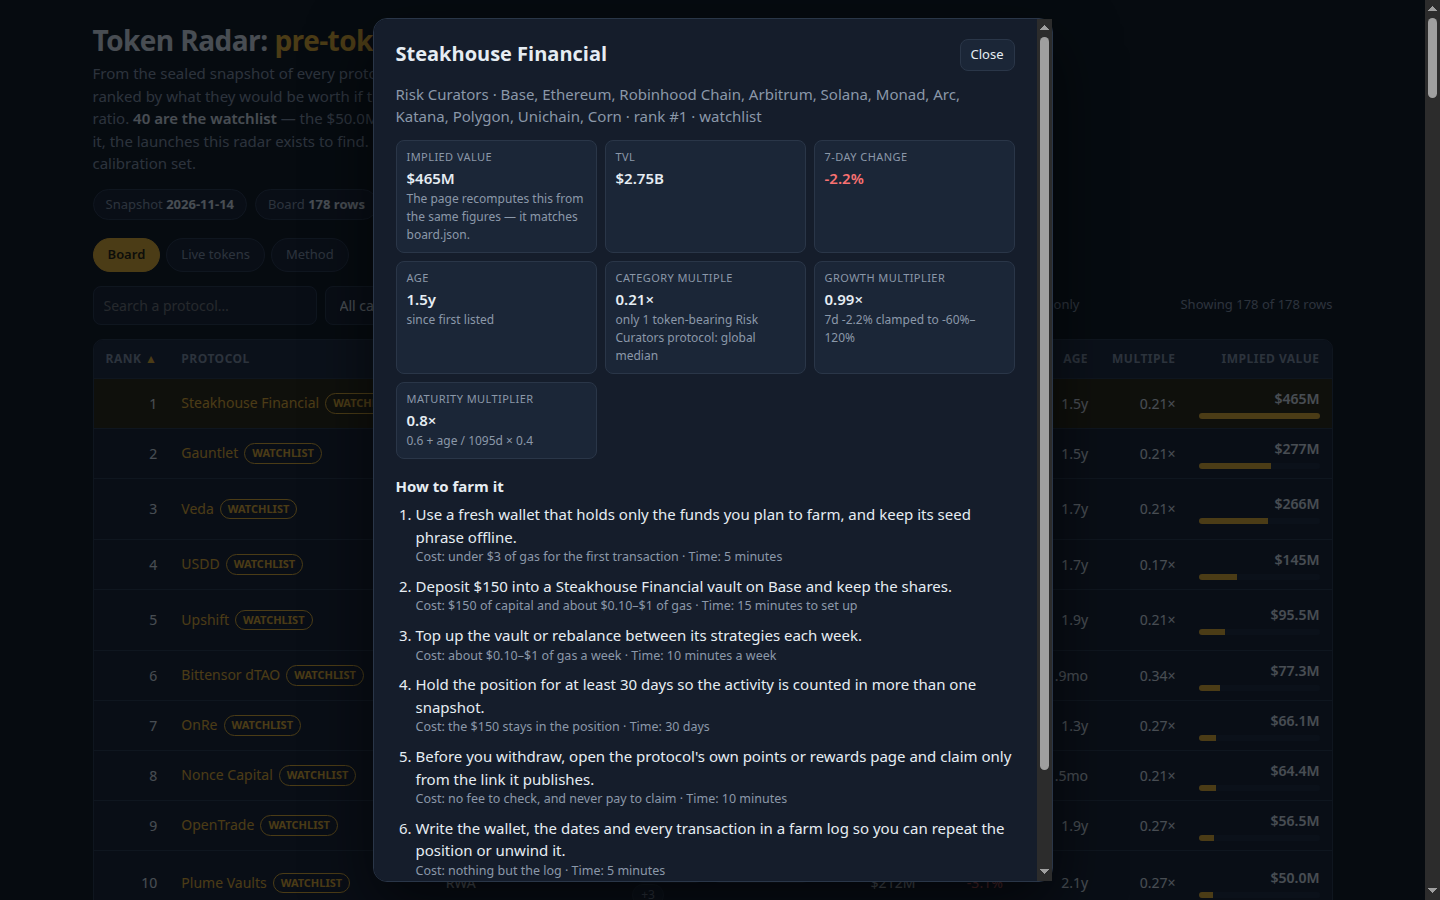 Token Radar: pre-tok
From the sealed snapshot of every proto
ranked by what they would be worth if t
ratio. 40 are the watchlist — the $50.0M
it, the launches this radar exists to find.
calibration set.
Snapshot 2026-11-14
Board 178 rows
Board
Live tokens
Method
Search a protocol...
All ca
only
Showing 178 of 178 rows
RANK ▲ PROTOCOL AGE MULTIPLE IMPLIED VALUE
1 Steakhouse Financial WATCH 1.5y 0.21× $465M
2 Gauntlet WATCHLIST 1.5y 0.21× $277M
3 Veda WATCHLIST 1.7y 0.21× $266M
4 USDD WATCHLIST 1.7y 0.17× $145M
5 Upshift WATCHLIST 1.9y 0.21× $95.5M
6 Bittensor dTAO WATCHLIST .9mo 0.34× $77.3M
7 OnRe WATCHLIST 1.3y 0.27× $66.1M
8 Nonce Capital WATCHLIST .5mo 0.21× $64.4M
9 OpenTrade WATCHLIST 1.9y 0.27× $56.5M
10 Plume Vaults WATCHLIST RWA +3 $212M -3.1% 2.1y 0.27× $50.0M
Steakhouse Financial
Close
Risk Curators · Base, Ethereum, Robinhood Chain, Arbitrum, Solana, Monad, Arc,
Katana, Polygon, Unichain, Corn · rank #1 · watchlist
IMPLIED VALUE
$465M
The page recomputes this from
the same figures — it matches
board.json.
TVL
$2.75B
7-DAY CHANGE
-2.2%
AGE
1.5y
since first listed
CATEGORY MULTIPLE
0.21×
only 1 token-bearing Risk
Curators protocol: global
median
GROWTH MULTIPLIER
0.99×
7d -2.2% clamped to -60%–
120%
MATURITY MULTIPLIER
0.8×
0.6 + age / 1095d × 0.4
How to farm it
1. Use a fresh wallet that holds only the funds you plan to farm, and keep its seed
phrase offline.
Cost: under $3 of gas for the first transaction · Time: 5 minutes
2. Deposit $150 into a Steakhouse Financial vault on Base and keep the shares.
Cost: $150 of capital and about $0.10–$1 of gas · Time: 15 minutes to set up
3. Top up the vault or rebalance between its strategies each week.
Cost: about $0.10–$1 of gas a week · Time: 10 minutes a week
4. Hold the position for at least 30 days so the activity is counted in more than one
snapshot.
Cost: the $150 stays in the position · Time: 30 days
5. Before you withdraw, open the protocol's own points or rewards page and claim only
from the link it publishes.
Cost: no fee to check, and never pay to claim · Time: 10 minutes
6. Write the wallet, the dates and every transaction in a farm log so you can repeat the
position or unwind it.
Cost: nothing but the log · Time: 5 minutes